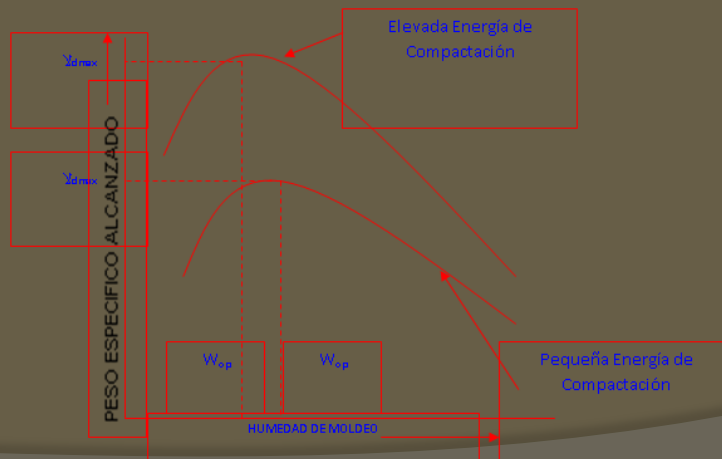 Elevada Energía de
Compactación
γdmax
γdmax
PESO ESPECIFICO ALCANZADO
Wop
Wop
Pequeña Energía de
Compactación
HUMEDAD DE MOLDEO